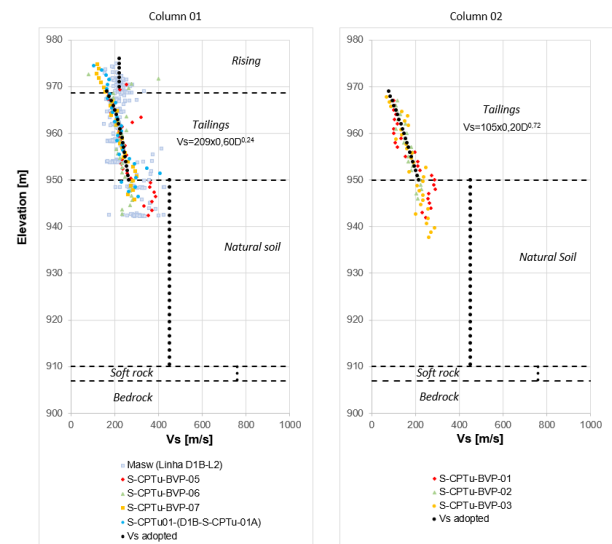 Column 01
Column 02
980
970
960
950
940
930
920
910
900
Elevation [m]
Rising
Tailings
Vs=209x0,60D^0,24
Natural soil
Soft rock
Bedrock
0 200 400 600 800 1000
Vs [m/s]
Masw (Linha D1B-L2)
S-CPTu-BVP-05
S-CPTu-BVP-06
S-CPTu-BVP-07
S-CPTu01-(D1B-S-CPTu-01A)
Vs adopted
980
970
960
950
940
930
920
910
900
Tailings
Vs=105x0,20D^0,72
Natural Soil
Soft rock
Bedrock
0 200 400 600 800 1000
Vs [m/s]
S-CPTu-BVP-01
S-CPTu-BVP-02
S-CPTu-BVP-03
Vs adopted